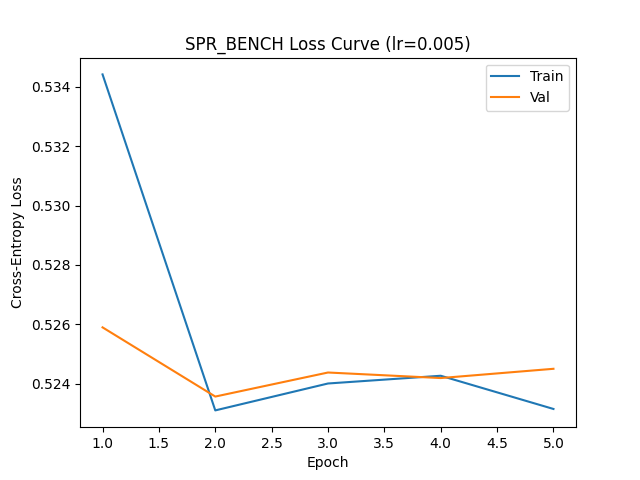 SPR_BENCH Loss Curve (lr=0.005)
Train
Val
Cross-Entropy Loss
0.534
0.532
0.530
0.528
0.526
0.524
1.0 1.5 2.0 2.5 3.0 3.5 4.0 4.5 5.0
Epoch